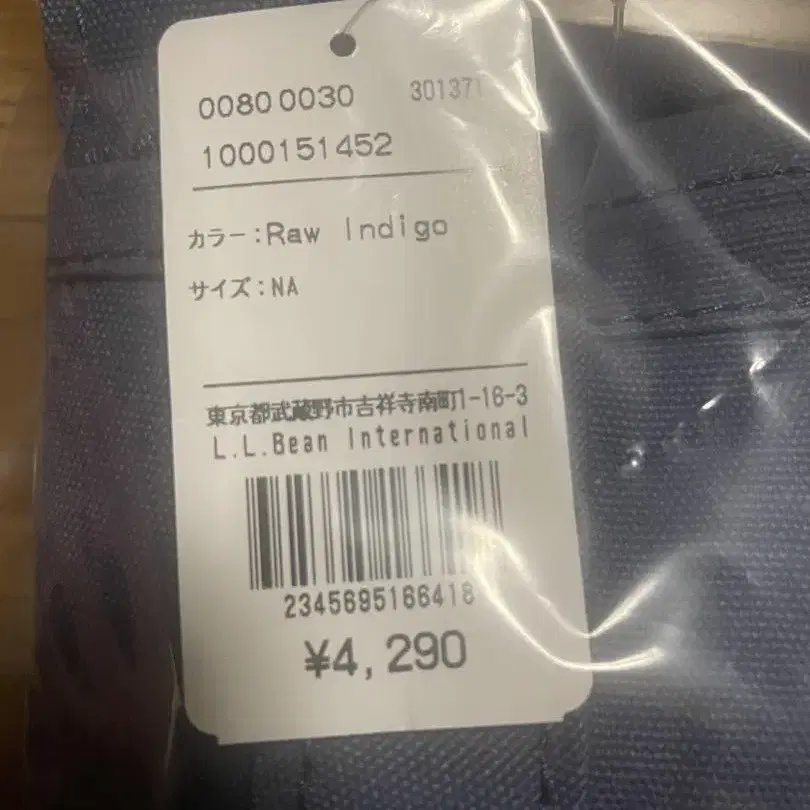 0080 0030 301371
1000151452
カラー:Raw Indigo
サイズ:NA
東京都武蔵野市吉祥寺南町1-16-3
L.L.Bean International
2345695166418
¥4,290